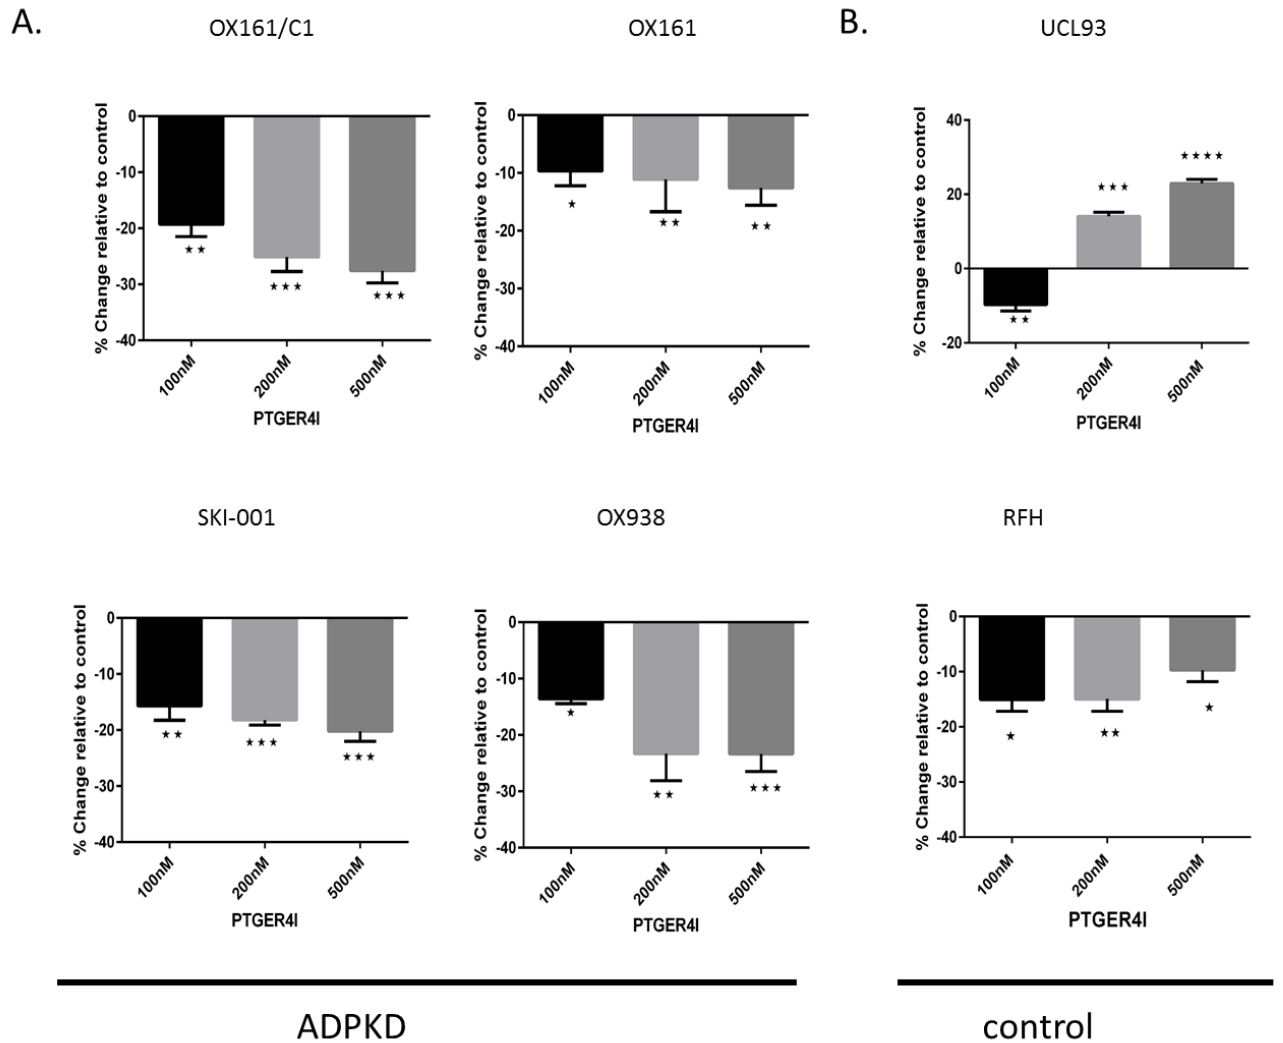 A.
OX161/C1
% Change relative to control
0
-10
-20
-30
-40
★★
★★★
★★★
100nM
200nM
500nM
PTGER4I
OX161
% Change relative to control
0
-10
-20
-30
-40
★
★★
★★
100nM
200nM
500nM
PTGER4I
B.
UCL93
% Change relative to control
40
20
0
-20
★★
★★★
★★★★
100nM
200nM
500nM
PTGER4I
SKI-001
% Change relative to control
0
-10
-20
-30
-40
★★
★★★
★★★
100nM
200nM
500nM
PTGER4I
OX938
% Change relative to control
0
-10
-20
-30
-40
★
★★
★★★
100nM
200nM
500nM
PTGER4I
RFH
% Change relative to control
0
-10
-20
-30
-40
★
★★
★
100nM
200nM
500nM
PTGER4I
ADPKD
control